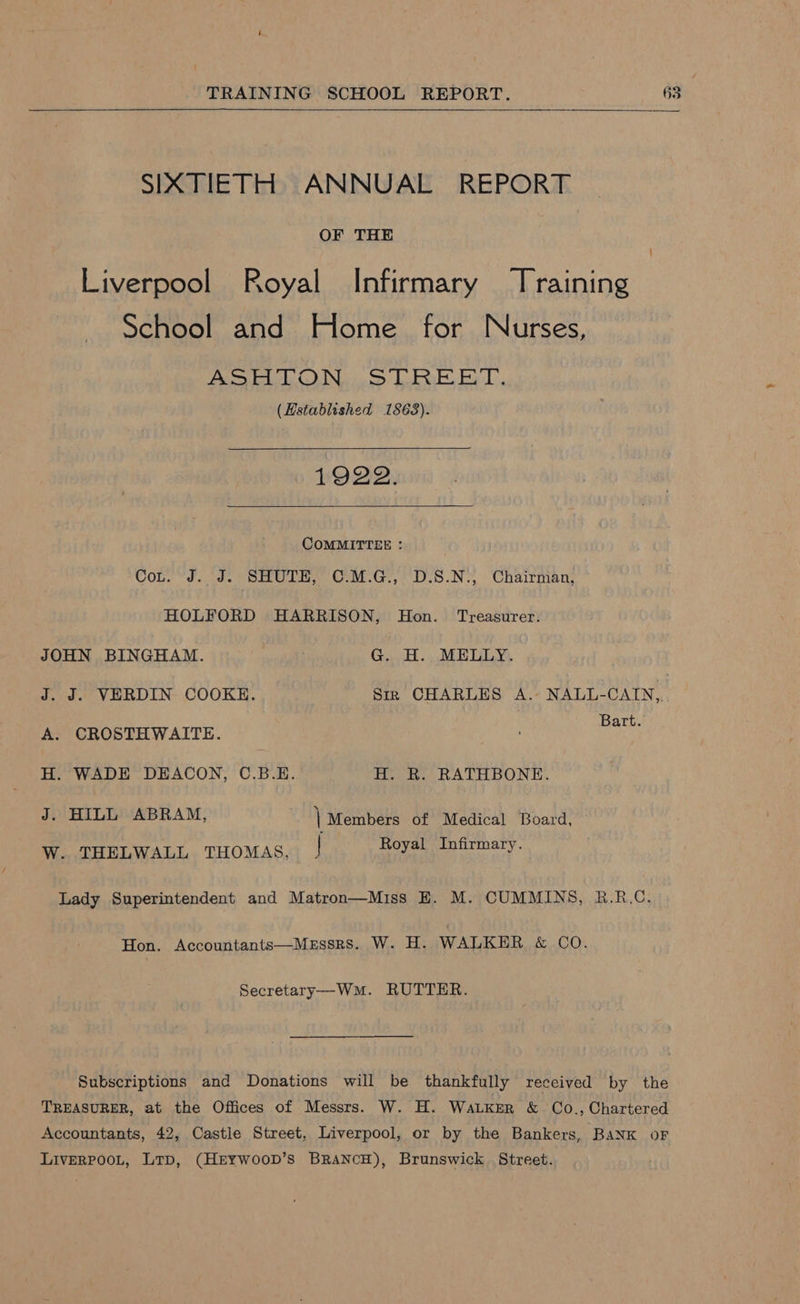 TRAINING SCHOOL REPORT. 63
SIXTIETH ANNUAL REPORT
OF THE
Liverpool Royal Infirmary Training
School and Home for Nurses,
ASHTON STREET.
(Established 1863).
1922.
COMMITTEE :
COL. J. J. SHUTE, C.M.G., D.S.N., Chairman,
HOLFORD HARRISON, Hon. Treasurer.
JOHN BINGHAM. G. H. MELLY.
J. J. VERDIN COOKE. SIR CHARLES A. NALL-CAIN,
Bart.
A. CROSTHWAITE.
H. WADE DEACON, C.B.E. H. R. RATHBONE.
J. HILL ABRAM, } Members of Medical Board,
W. THELWALL THOMAS, } Royal Infirmary.
Lady Superintendent and Matron—MISS E. M. CUMMINS, R.R.C.
Hon. Accountants—MESSRS. W. H. WALKER & CO.
Secretary—WM. RUTTER.
Subscriptions and Donations will be thankfully received by the
TREASURER, at the Offices of Messrs. W. H. WALKER & Co., Chartered
Accountants, 42, Castle Street, Liverpool, or by the Bankers, BANK OF
LIVERPOOL, LTD, (HEYWOOD'S BRANCH), Brunswick Street.